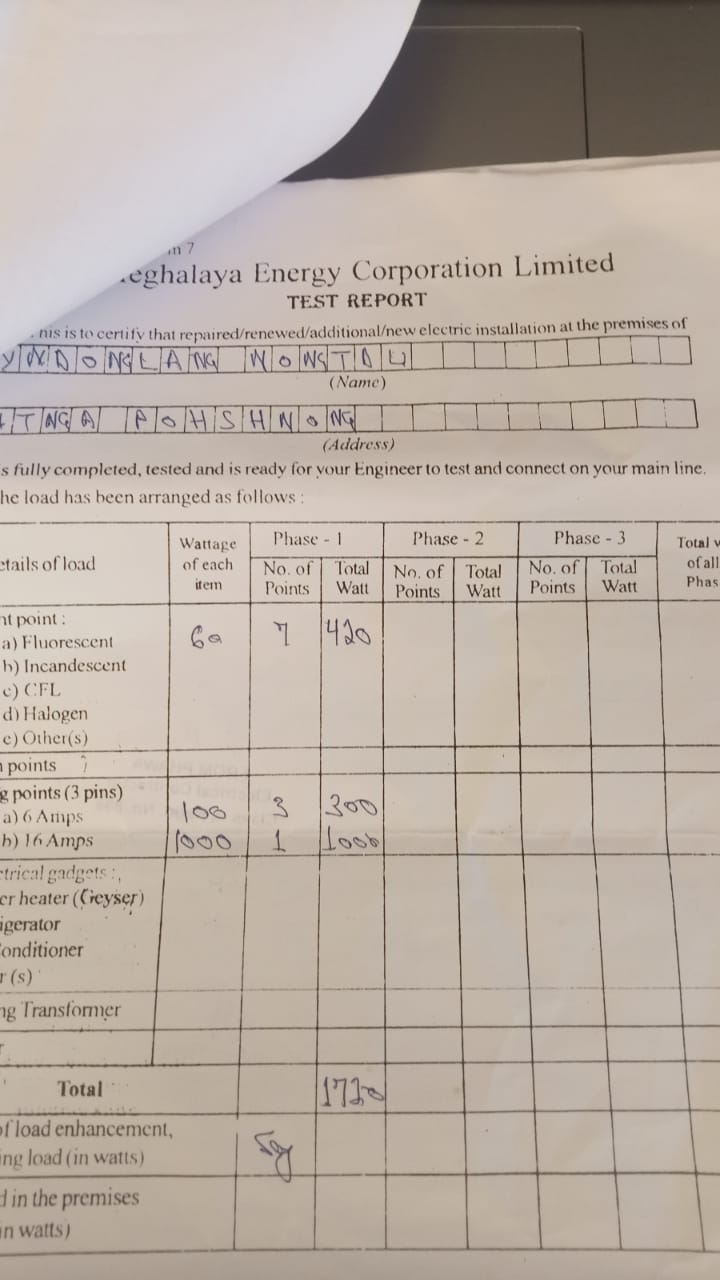 m 7
eghalaya Energy Corporation Limited
TEST REPORT
his is to certify that repaired/renewed/additional/new electric installation at the premises of
YNDONGLANG NONGTDU
(Name)
TNGA POHSHNONG
(Address)
s fully completed, tested and is ready for your Engineer to test and connect on your main line.
he load has been arranged as follows :
etails of load Wattage of each item Phase - 1 Phase - 2 Phase - 3 Total of all Phas
No. of Points Total Watt No. of Points Total Watt No. of Points Total Watt
nt point :
a) Fluorescent 60 7 420
b) Incandescent
c) CFL
d) Halogen
e) Other(s)
points
g points (3 pins)
a) 6 Amps 100 3 300
b) 16 Amps 1000 1 1000
ctrical gadgets :
er heater (Geyser)
igerator
Conditioner
r (s)
ng Transformer
Total 1720
of load enhancement,
ing load (in watts)
d in the premises
in watts)